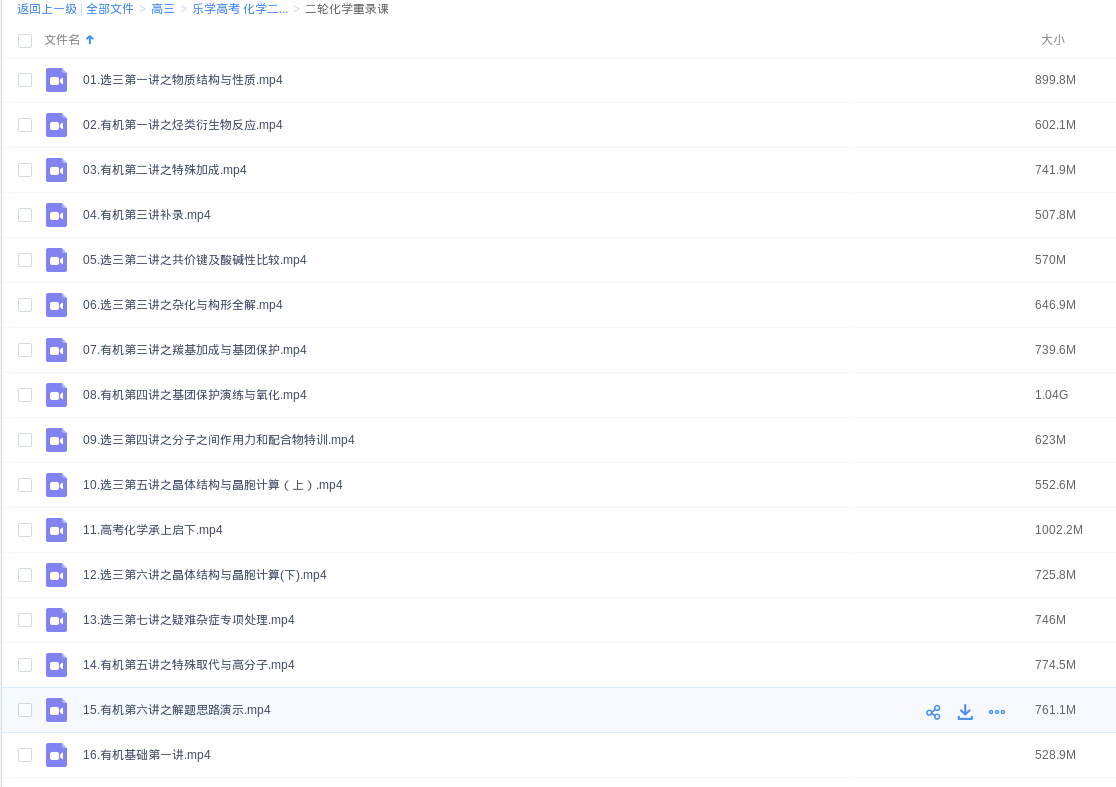 返回上一级 | 全部文件 > 高三 > 乐学高考 化学二... > 二轮化学重录课
文件名 大小
01.选三第一讲之物质结构与性质.mp4 899.8M
02.有机第一讲之烃类衍生物反应.mp4 602.1M
03.有机第二讲之特殊加成.mp4 741.9M
04.有机第三讲补录.mp4 507.8M
05.选三第二讲之共价键及酸碱性比较.mp4 570M
06.选三第三讲之杂化与构形全解.mp4 646.9M
07.有机第三讲之羰基加成与基团保护.mp4 739.6M
08.有机第四讲之基团保护演练与氧化.mp4 1.04G
09.选三第四讲之分子之间作用力和配合物特训.mp4 623M
10.选三第五讲之晶体结构与晶胞计算（上）.mp4 552.6M
11.高考化学承上启下.mp4 1002.2M
12.选三第六讲之晶体结构与晶胞计算(下).mp4 725.8M
13.选三第七讲之疑难杂症专项处理.mp4 746M
14.有机第五讲之特殊取代与高分子.mp4 774.5M
15.有机第六讲之解题思路演示.mp4 761.1M
16.有机基础第一讲.mp4 528.9M